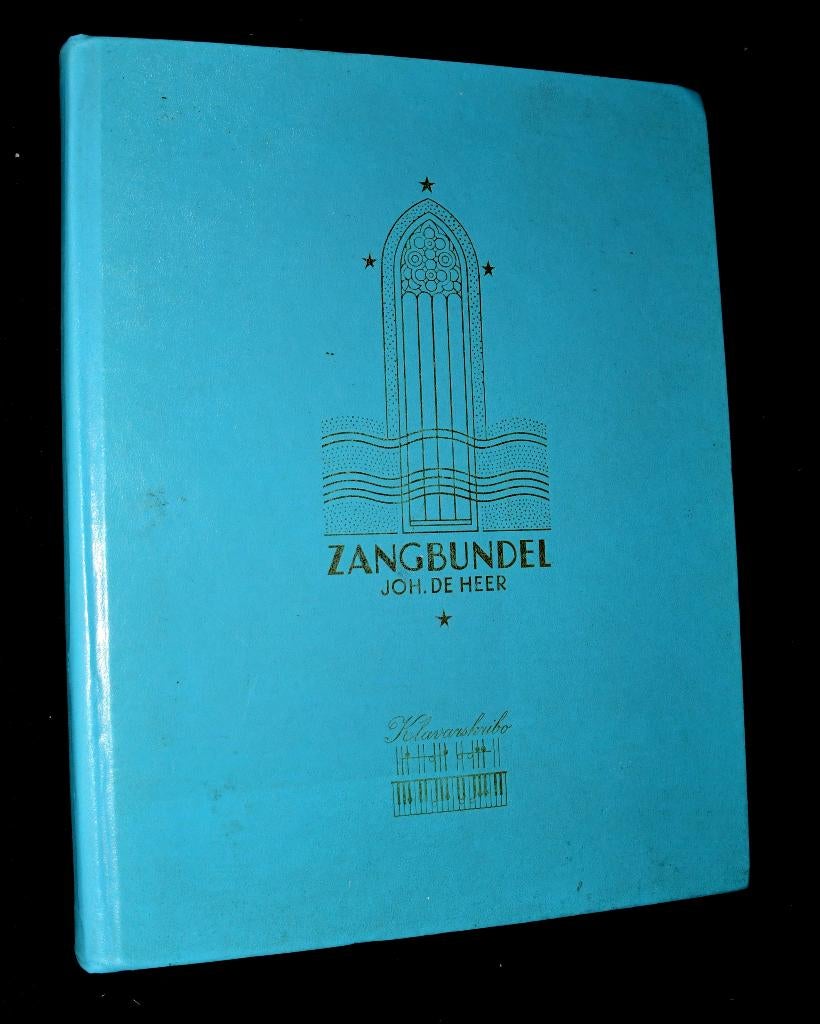 ZANGBUNDEL
JOH. DE HEER
Klavarskribo